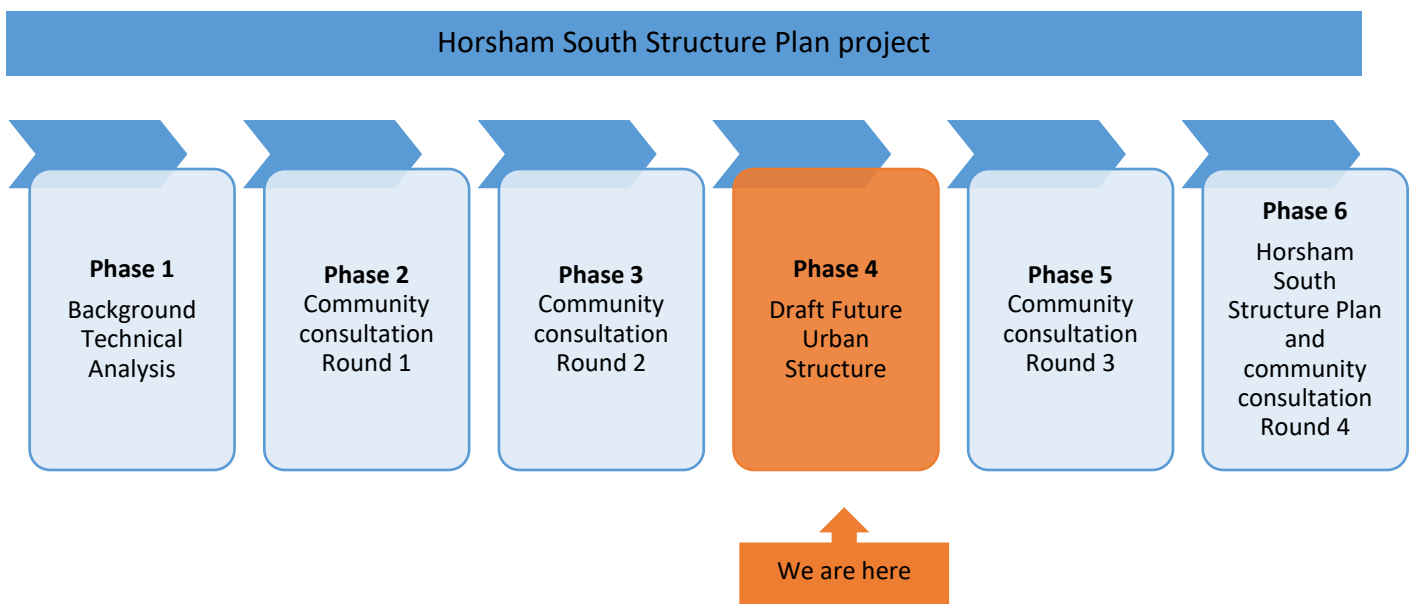 Horsham South Structure Plan project
Phase 1
Background
Technical
Analysis
Phase 2
Community
consultation
Round 1
Phase 3
Community
consultation
Round 2
Phase 4
Draft Future
Urban
Structure
Phase 5
Community
consultation
Round 3
Phase 6
Horsham
South
Structure Plan
and
community
consultation
Round 4
We are here